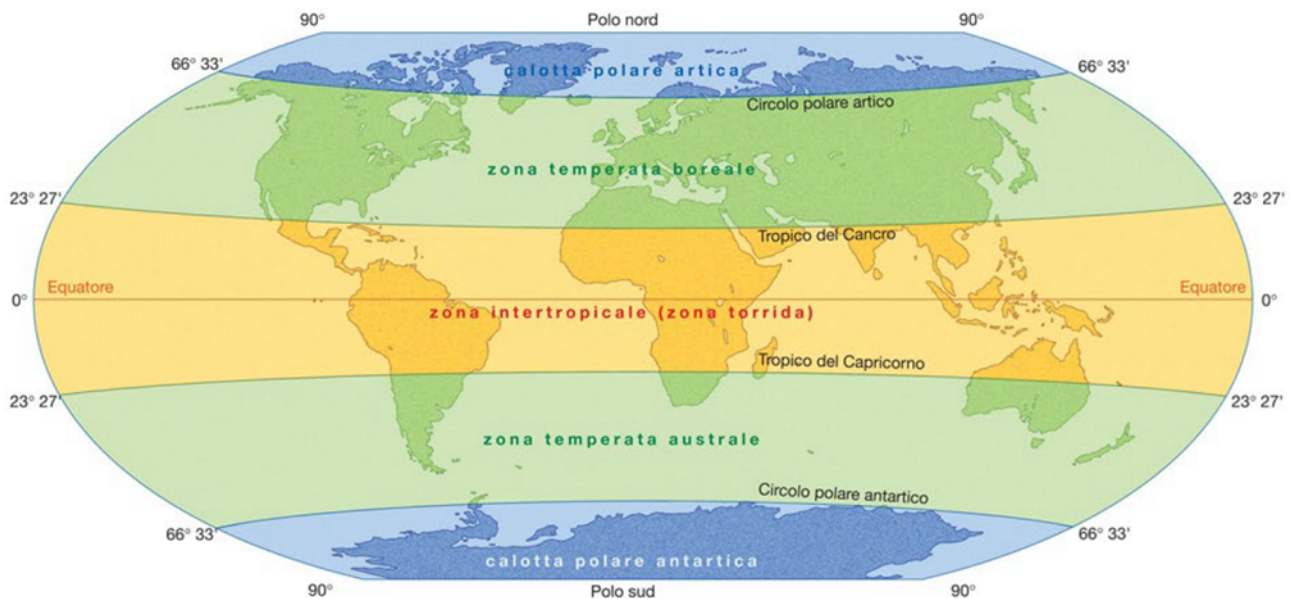 90°
Polo nord
90°
66° 33'
calotta polare artica
66° 33'
Circolo polare artico
zona temperata boreale
23° 27'
23° 27'
Tropico del Cancro
Equatore
Equatore
0°
0°
zona intertropicale (zona torrida)
Tropico del Capricorno
23° 27'
23° 27'
zona temperata australe
Circolo polare antartico
66° 33'
66° 33'
calotta polare antartica
90°
Polo sud
90°